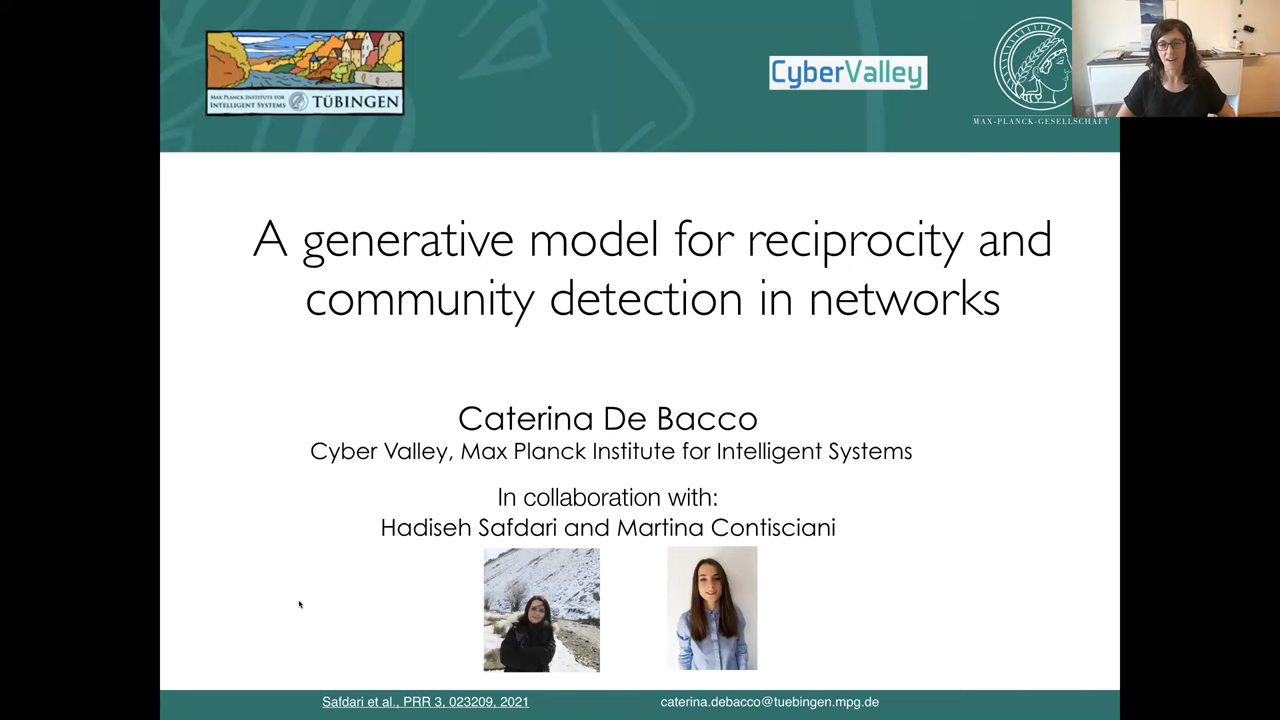 MAX PLANCK INSTITUTE FOR
INTELLIGENT SYSTEMS
TÜBINGEN
CyberValley
MAX-PLANCK-GESELLSCHAFT
A generative model for reciprocity and
community detection in networks
Caterina De Bacco
Cyber Valley, Max Planck Institute for Intelligent Systems
In collaboration with:
Hadiseh Safdari and Martina Contisciani
Safdari et al., PRR 3, 023209, 2021
caterina.debacco@tuebingen.mpg.de